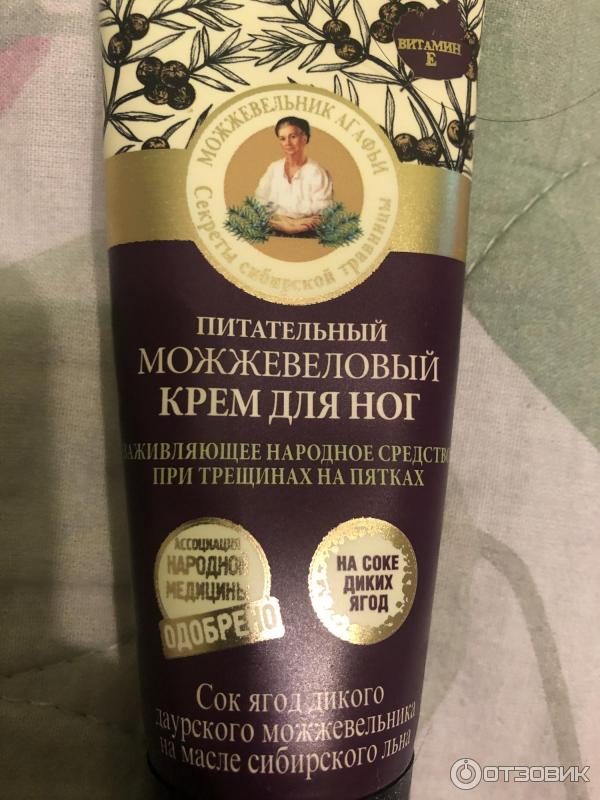 ВИТАМИН
Е
МОЖЖЕВЕЛЬНИК АГАФЬИ
Секреты сибирской травницы
ПИТАТЕЛЬНЫЙ
МОЖЖЕВЕЛОВЫЙ
КРЕМ ДЛЯ НОГ
ЗАЖИВЛЯЮЩЕЕ НАРОДНОЕ СРЕДСТВО
ПРИ ТРЕЩИНАХ НА ПЯТКАХ
АССОЦИАЦИЯ
НАРОДНОЙ
МЕДИЦИНЫ
ОДОБРЕНО
НА СОКЕ
ДИКИХ
ЯГОД
Сок ягод дикого
даурского можжевельника
на масле сибирского льна
ОТЗОВИК